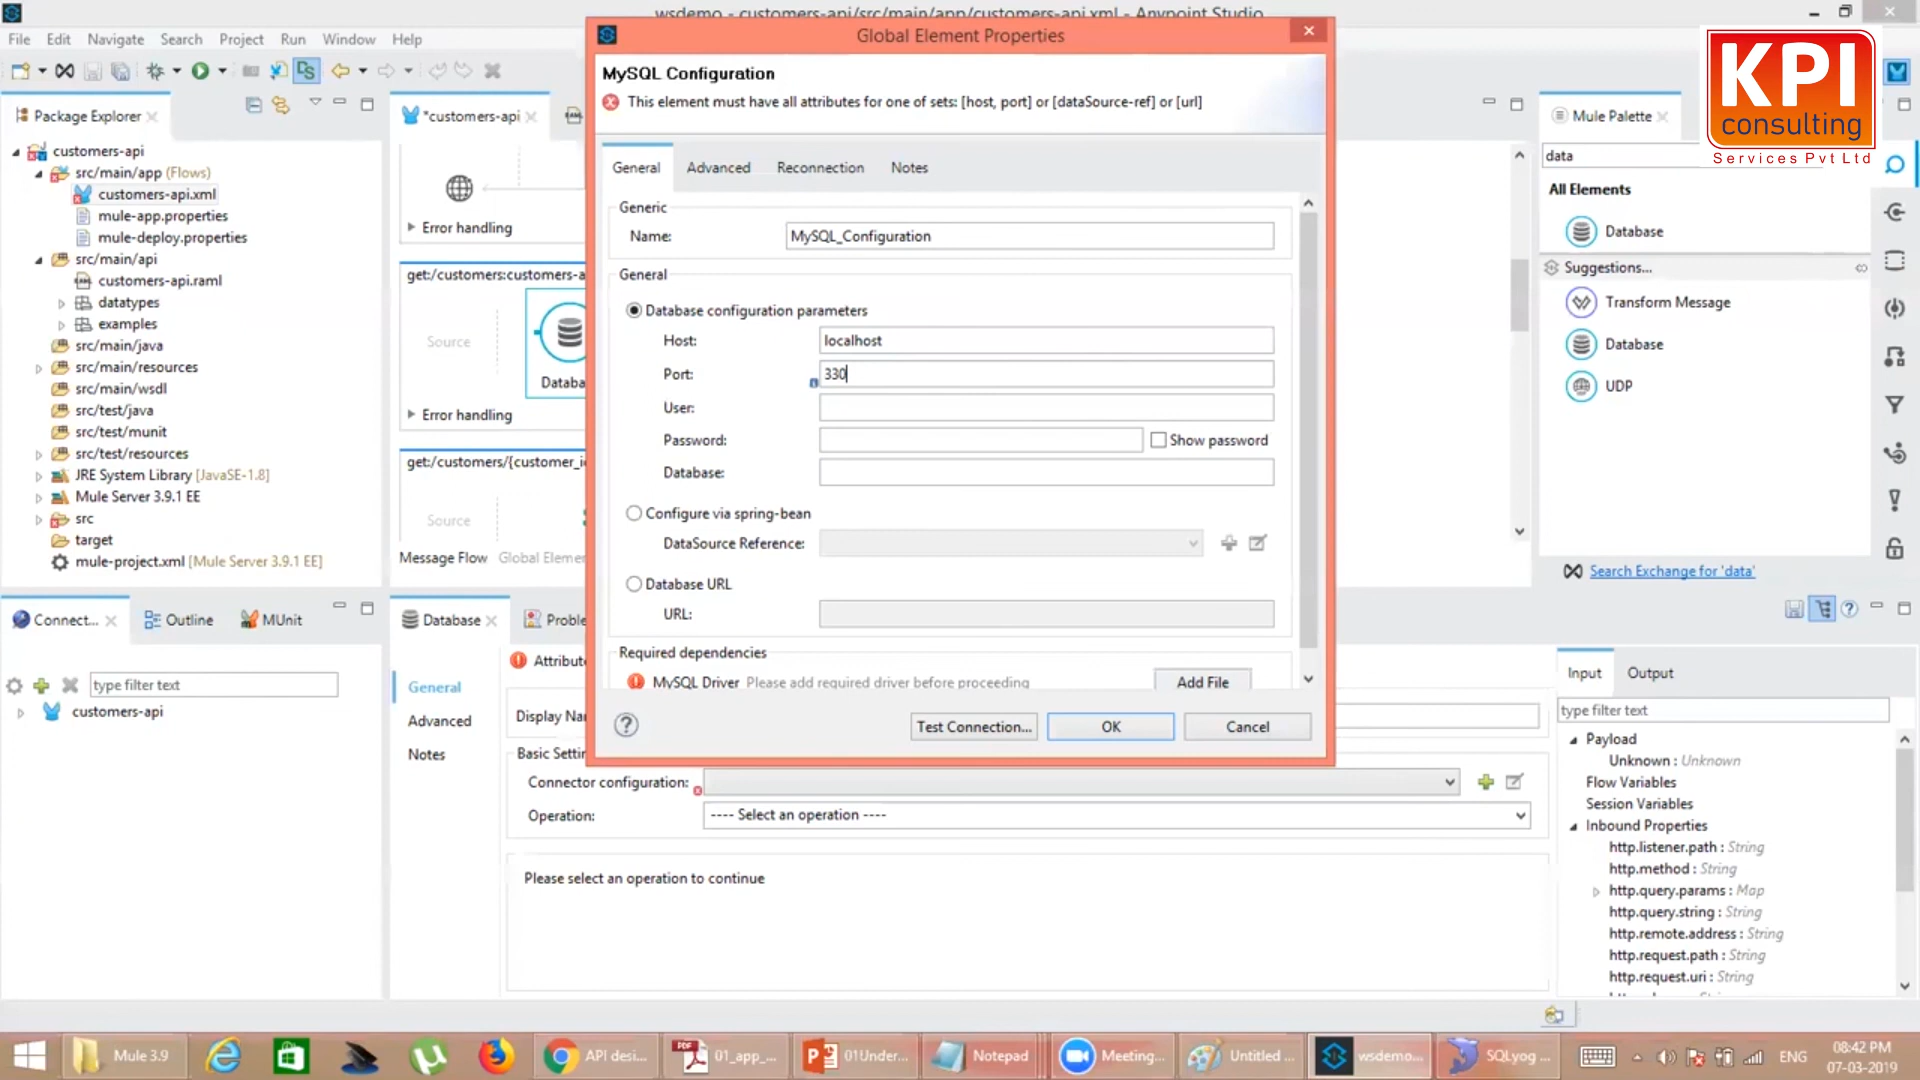 wsdemo - customers-api/src/main/app/customers-api.xml - Anypoint Studio
File Edit Navigate Search Project Run Window Help
Package Explorer
customers-api
src/main/app (Flows)
customers-api.xml
mule-app.properties
mule-deploy.properties
src/main/api
customers-api.raml
datatypes
examples
src/main/java
src/main/resources
src/main/wsdl
src/test/java
src/test/munit
src/test/resources
JRE System Library [JavaSE-1.8]
Mule Server 3.9.1 EE
src
target
mule-project.xml [Mule Server 3.9.1 EE]
*customers-api
Error handling
get:/customers:customers-a
Source
Databa
Error handling
get:/customers/{customer_i
Source
Message Flow Global Elemen
Global Element Properties
MySQL Configuration
This element must have all attributes for one of sets: [host, port] or [dataSource-ref] or [url]
General Advanced Reconnection Notes
Generic
Name: MySQL_Configuration
General
Database configuration parameters
Host: localhost
Port: 330
User:
Password: Show password
Database:
Configure via spring-bean
DataSource Reference:
Database URL
URL:
Required dependencies
MySQL Driver Please add required driver before proceeding Add File
Test Connection... OK Cancel
KPI
consulting
Services Pvt Ltd
Mule Palette
data
All Elements
Database
Suggestions...
Transform Message
Database
UDP
Search Exchange for 'data'
Connect... Outline MUnit
type filter text
customers-api
Database Proble
General
Advanced
Notes
Attribute
Display Na
Basic Settin
Connector configuration:
Operation: ---- Select an operation ----
Please select an operation to continue
Input Output
type filter text
Payload
Unknown : Unknown
Flow Variables
Session Variables
Inbound Properties
http.listener.path : String
http.method : String
http.query.params : Map
http.query.string : String
http.remote.address : String
http.request.path : String
http.request.uri : String
Mule 3.9 API desi... 01_app_... 01Under... Notepad Meeting... Untitled ... wsdemo... SQLyog ... ENG
08:42 PM
07-03-2019